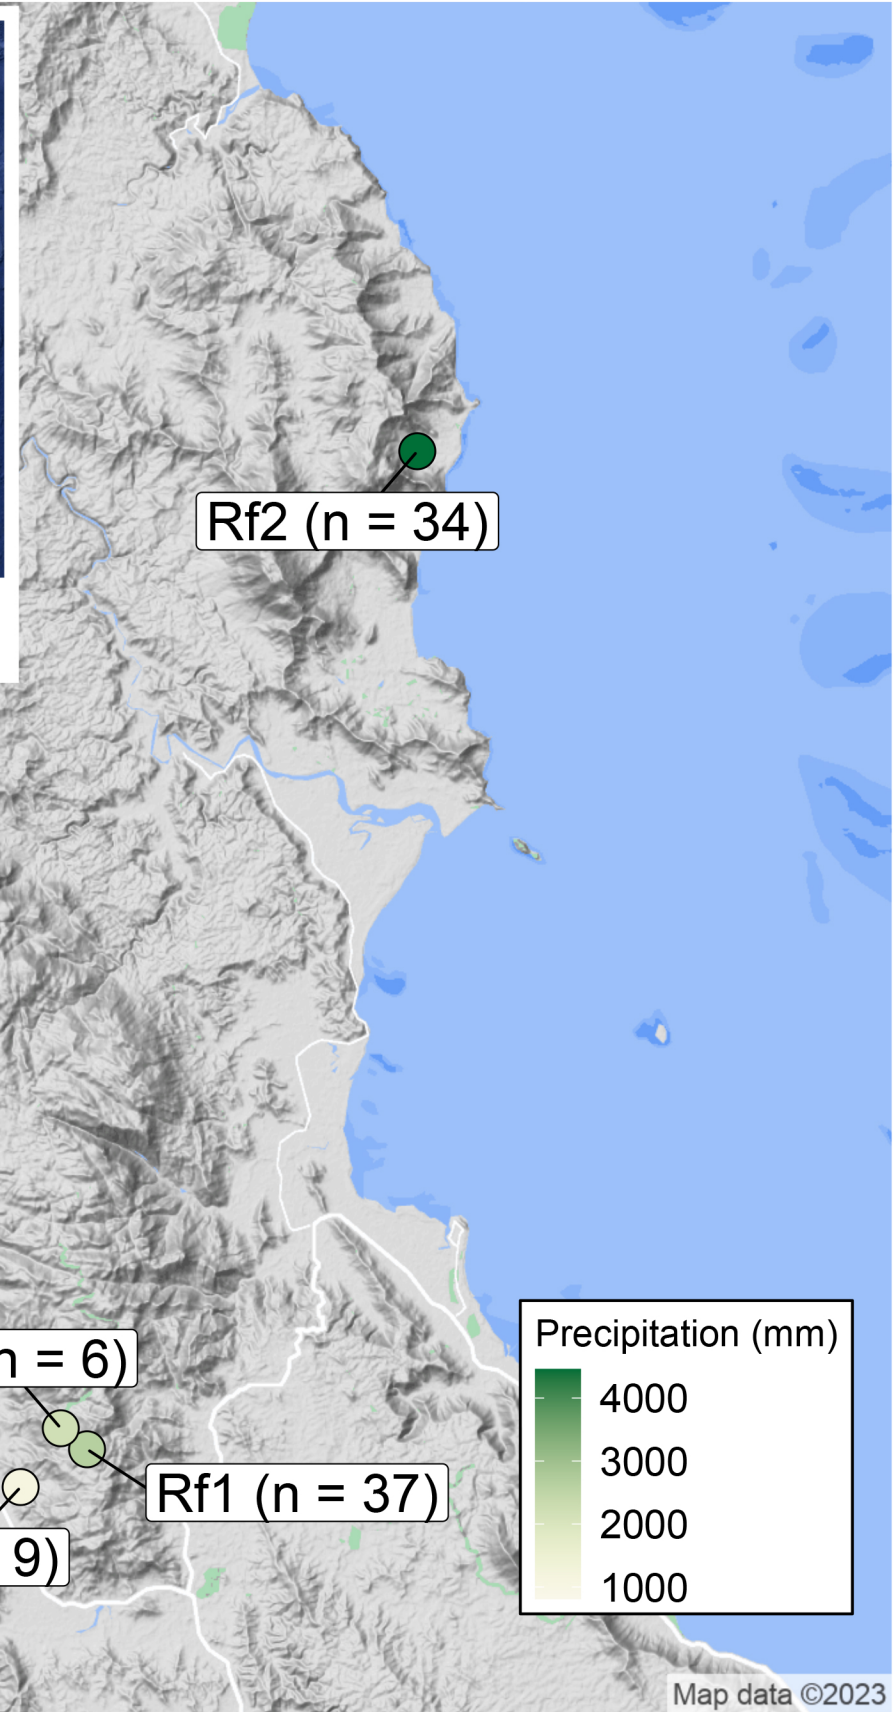 Rf2 (n = 34)
n = 6)
Rf1 (n = 37)
9)
Precipitation (mm)
4000
3000
2000
1000
Map data ©2023